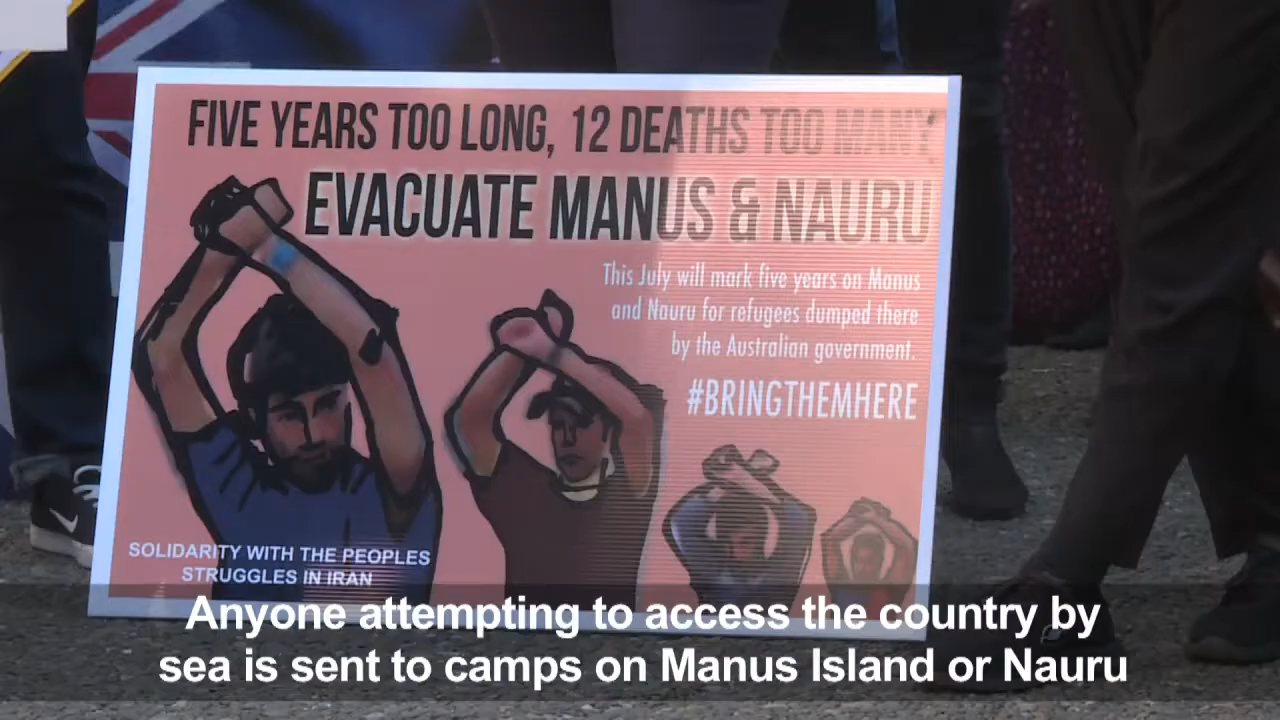 FIVE YEARS TOO LONG, 12 DEATHS TOO MANY
EVACUATE MANUS & NAURU
This July will mark five years on Manus
and Nauru for refugees dumped there
by the Australian government.
#BRINGTHEMHERE
SOLIDARITY WITH THE PEOPLES
STRUGGLES IN IRAN
Anyone attempting to access the country by
sea is sent to camps on Manus Island or Nauru